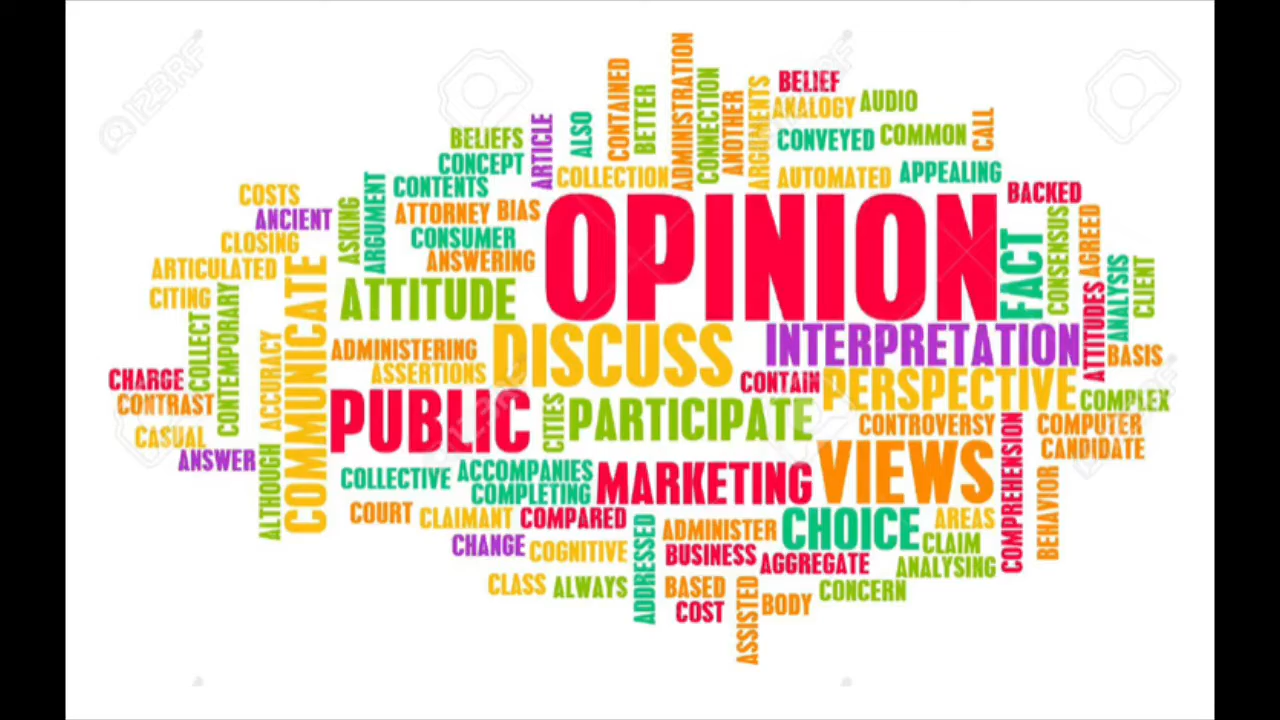 ADMINISTRATION
CONTAINED
CONNECTION
BETTER
ANOTHER
ARGUMENTS
BELIEF
ANALOGY
AUDIO
ALSO
ARTICLE
CONVEYED
COMMON
CALL
BELIEFS
CONCEPT
CONTENTS
COLLECTION
AUTOMATED
APPEALING
BACKED
COSTS
ANCIENT
ASKING
ARGUMENT
ATTORNEY
BIAS
CONSUMER
ANSWERING
OPINION
FACT
CONSENSUS
AGREED
CLOSING
ARTICULATED
CITING
COLLECT
CONTEMPORARY
COMMUNICATE
ATTITUDE
ANALYSIS
CLIENT
ATTITUDES
BASIS
ACCURACY
ADMINISTERING
ASSERTIONS
DISCUSS
INTERPRETATION
CONTAIN
PERSPECTIVE
COMPLEX
CHARGE
CONTRAST
CASUAL
ANSWER
ALTHOUGH
PUBLIC
CITIES
PARTICIPATE
CONTROVERSY
COMPUTER
CANDIDATE
COLLECTIVE
ACCOMPANIES
COMPLETING
MARKETING
VIEWS
COMPREHENSION
BEHAVIOR
COURT
CLAIMANT
COMPARED
ADDRESSED
ADMINISTER
CHOICE
AREAS
CLAIM
CHANGE
COGNITIVE
BUSINESS
AGGREGATE
ANALYSING
CLASS
ALWAYS
BASED
COST
ASSISTED
BODY
CONCERN
123RF
123RF
123RF
123RF